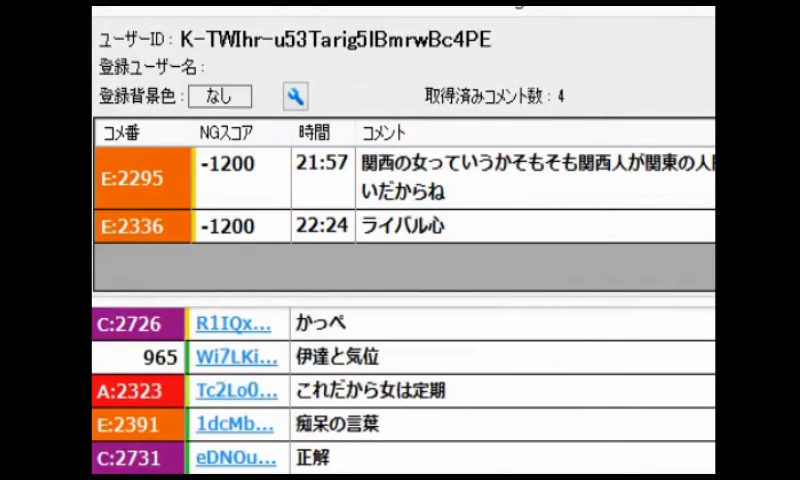 ユーザーID： K-TWIhr-u53Tarig5lBmrwBc4PE
登録ユーザー名：
登録背景色： なし 取得済みコメント数： 4
コメ番 NGスコア 時間 コメント
E:2295 -1200 21:57 関西の女っていうかそもそも関西人が関東の人
いだからね
E:2336 -1200 22:24 ライバル心
C:2726 R1IQx... かっぺ
965 Wi7LKi... 伊達と気位
A:2323 Tc2Lo0... これだから女は定期
E:2391 1dcMb... 痴呆の言葉
C:2731 eDNOu... 正解